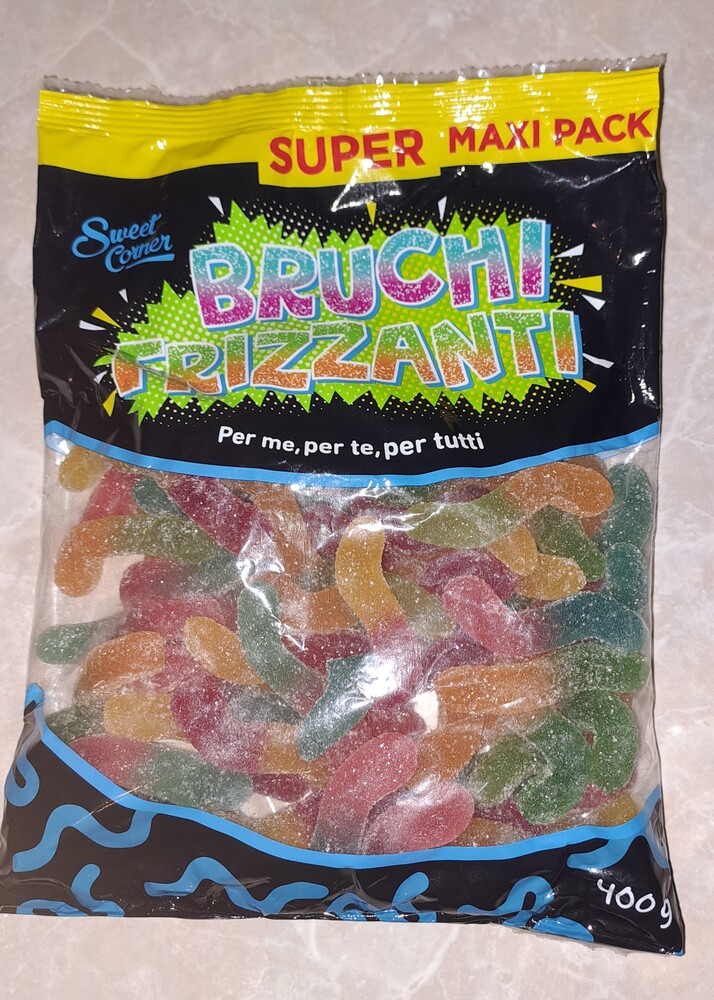 SUPER MAXI PACK
Sweet
Corner
BRUCHI
FRIZZANTI
Per me, per te, per tutti
400g